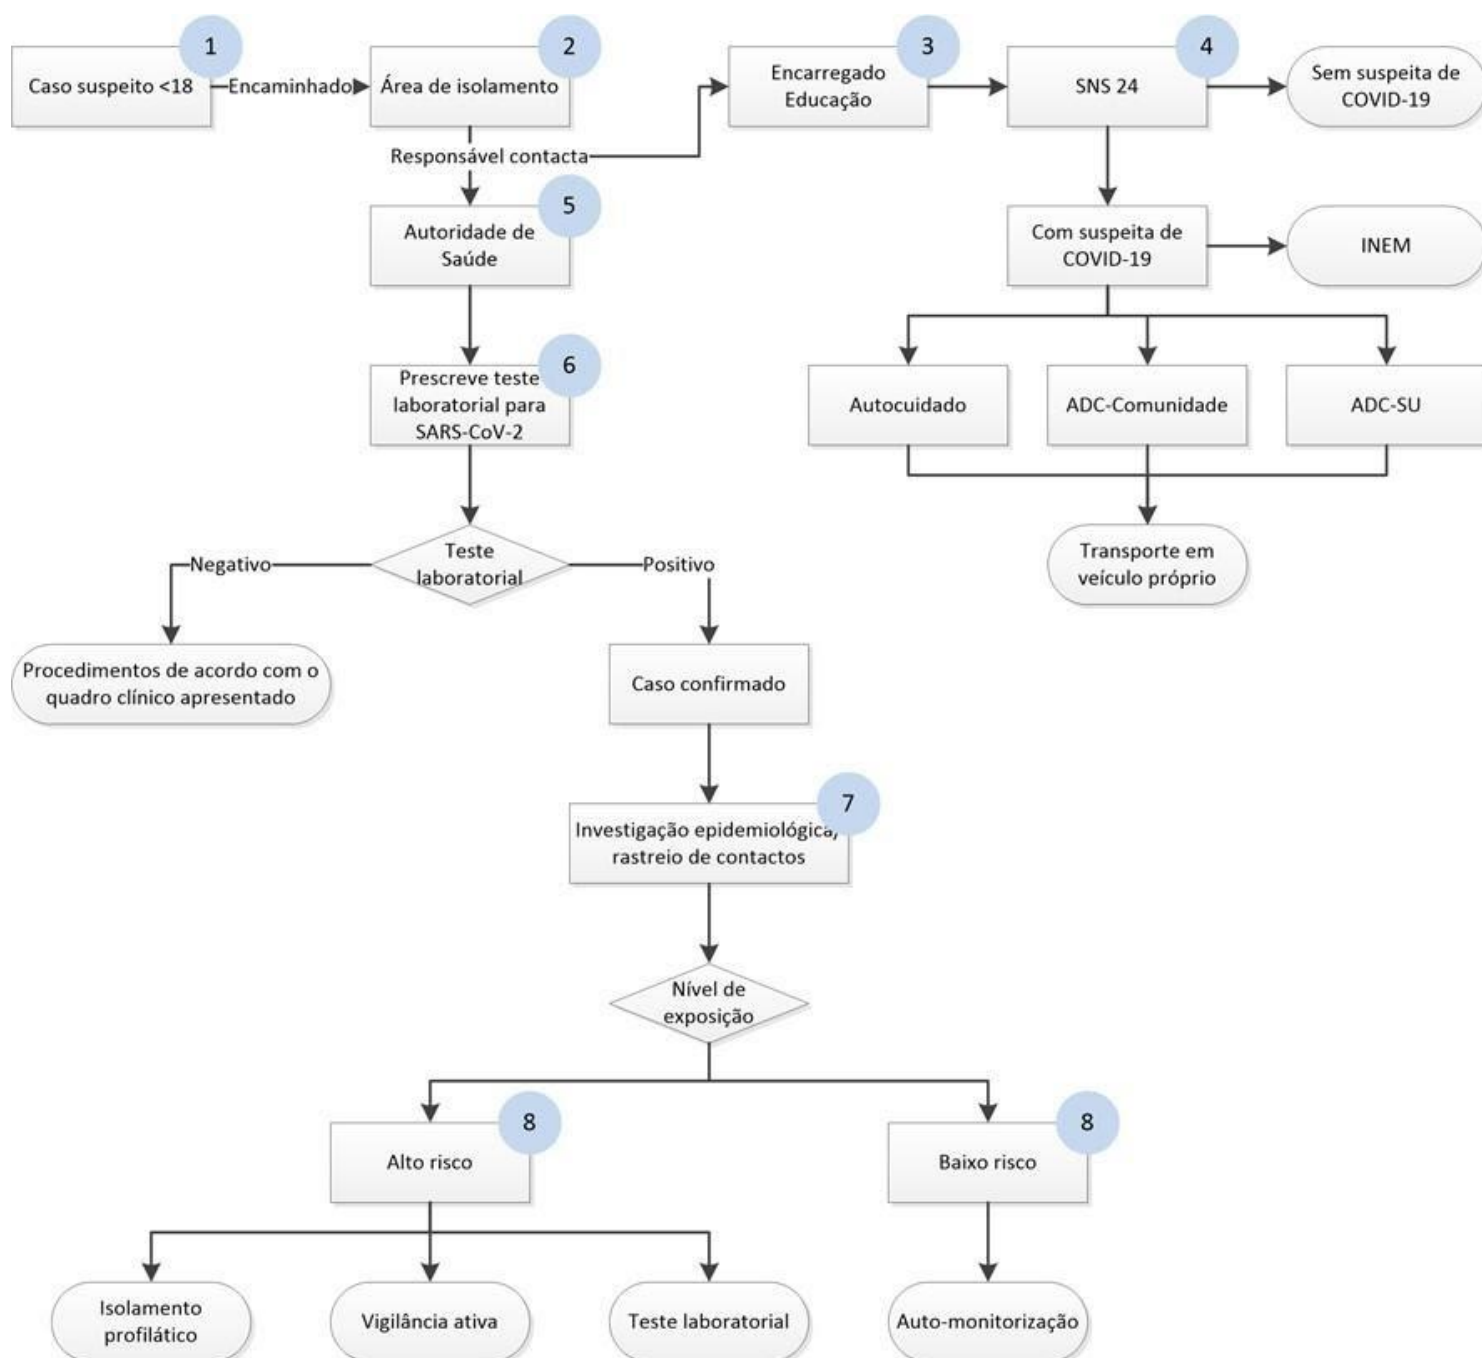 1
Caso suspeito <18
Encaminhado
2
Área de isolamento
3
Encarregado
Educação
4
SNS 24
Sem suspeita de
COVID-19
Responsável contacta
5
Autoridade de
Saúde
Com suspeita de
COVID-19
INEM
6
Prescreve teste
laboratorial para
SARS-CoV-2
Autocuidado
ADC-Comunidade
ADC-SU
Transporte em
veículo próprio
Teste
laboratorial
Negativo
Positivo
Procedimentos de acordo com o
quadro clínico apresentado
Caso confirmado
7
Investigação epidemiológica/
rastreio de contactos
Nível de
exposição
8
Alto risco
8
Baixo risco
Isolamento
profilático
Vigilância ativa
Teste laboratorial
Auto-monitorização